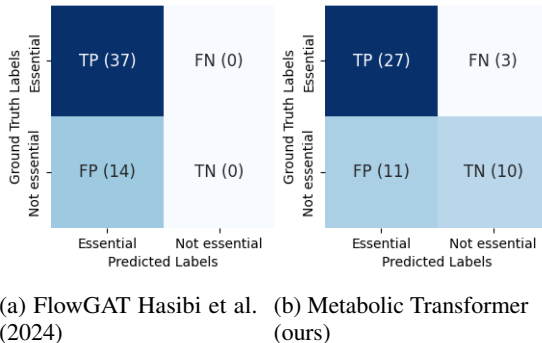 Ground Truth Labels
Essential
Not essential
TP (37)
FN (0)
FP (14)
TN (0)
Essential
Not essential
Predicted Labels
Ground Truth Labels
Essential
Not essential
TP (27)
FN (3)
FP (11)
TN (10)
Essential
Not essential
Predicted Labels
(a) FlowGAT Hasibi et al.
(2024)
(b) Metabolic Transformer
(ours)